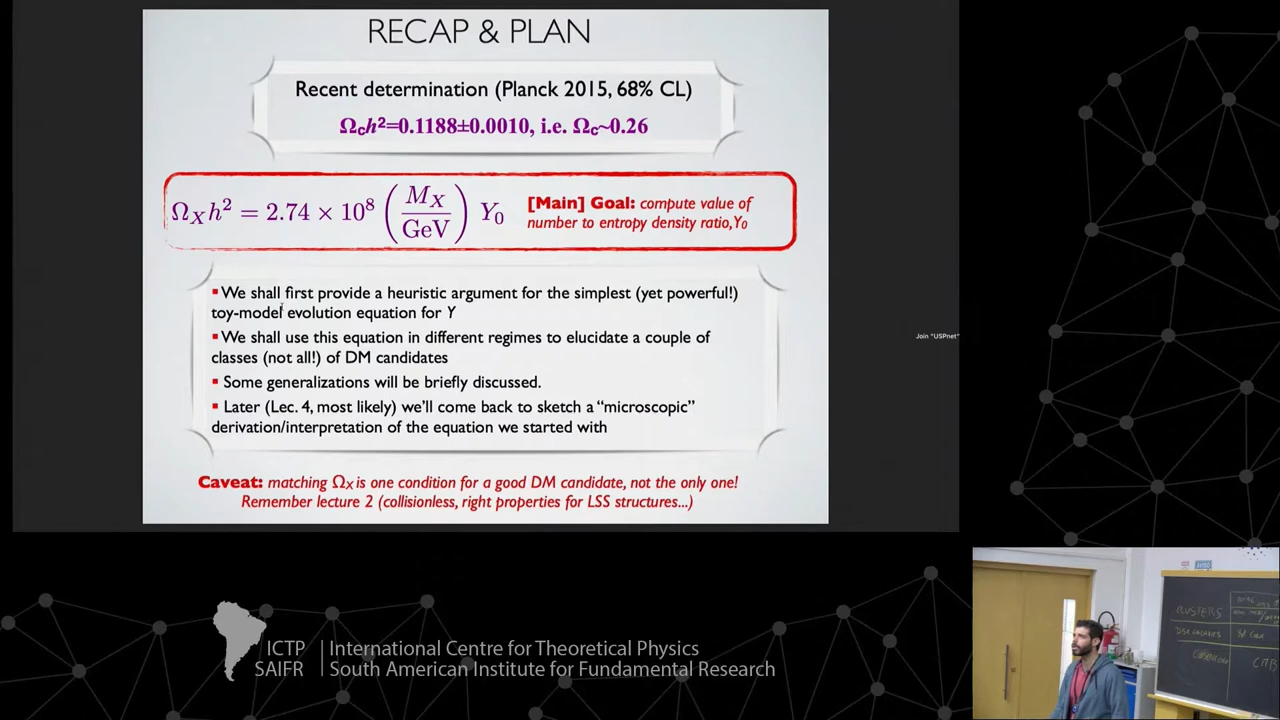 RECAP & PLAN
Recent determination (Planck 2015, 68% CL)
Ωch²=0.1188±0.0010, i.e. Ωc~0.26
Ω_X h² = 2.74 × 10⁸ (M_X / GeV) Y₀
[Main] Goal: compute value of
number to entropy density ratio,Y₀
▪ We shall first provide a heuristic argument for the simplest (yet powerful!)
toy-model evolution equation for Y
▪ We shall use this equation in different regimes to elucidate a couple of
classes (not all!) of DM candidates
▪ Some generalizations will be briefly discussed.
▪ Later (Lec. 4, most likely) we'll come back to sketch a “microscopic”
derivation/interpretation of the equation we started with
Caveat: matching Ωx is one condition for a good DM candidate, not the only one!
Remember lecture 2 (collisionless, right properties for LSS structures...)
Join "USPnet"
ICTP
SAIFR
International Centre for Theoretical Physics
South American Institute for Fundamental Research
CLUSTERS